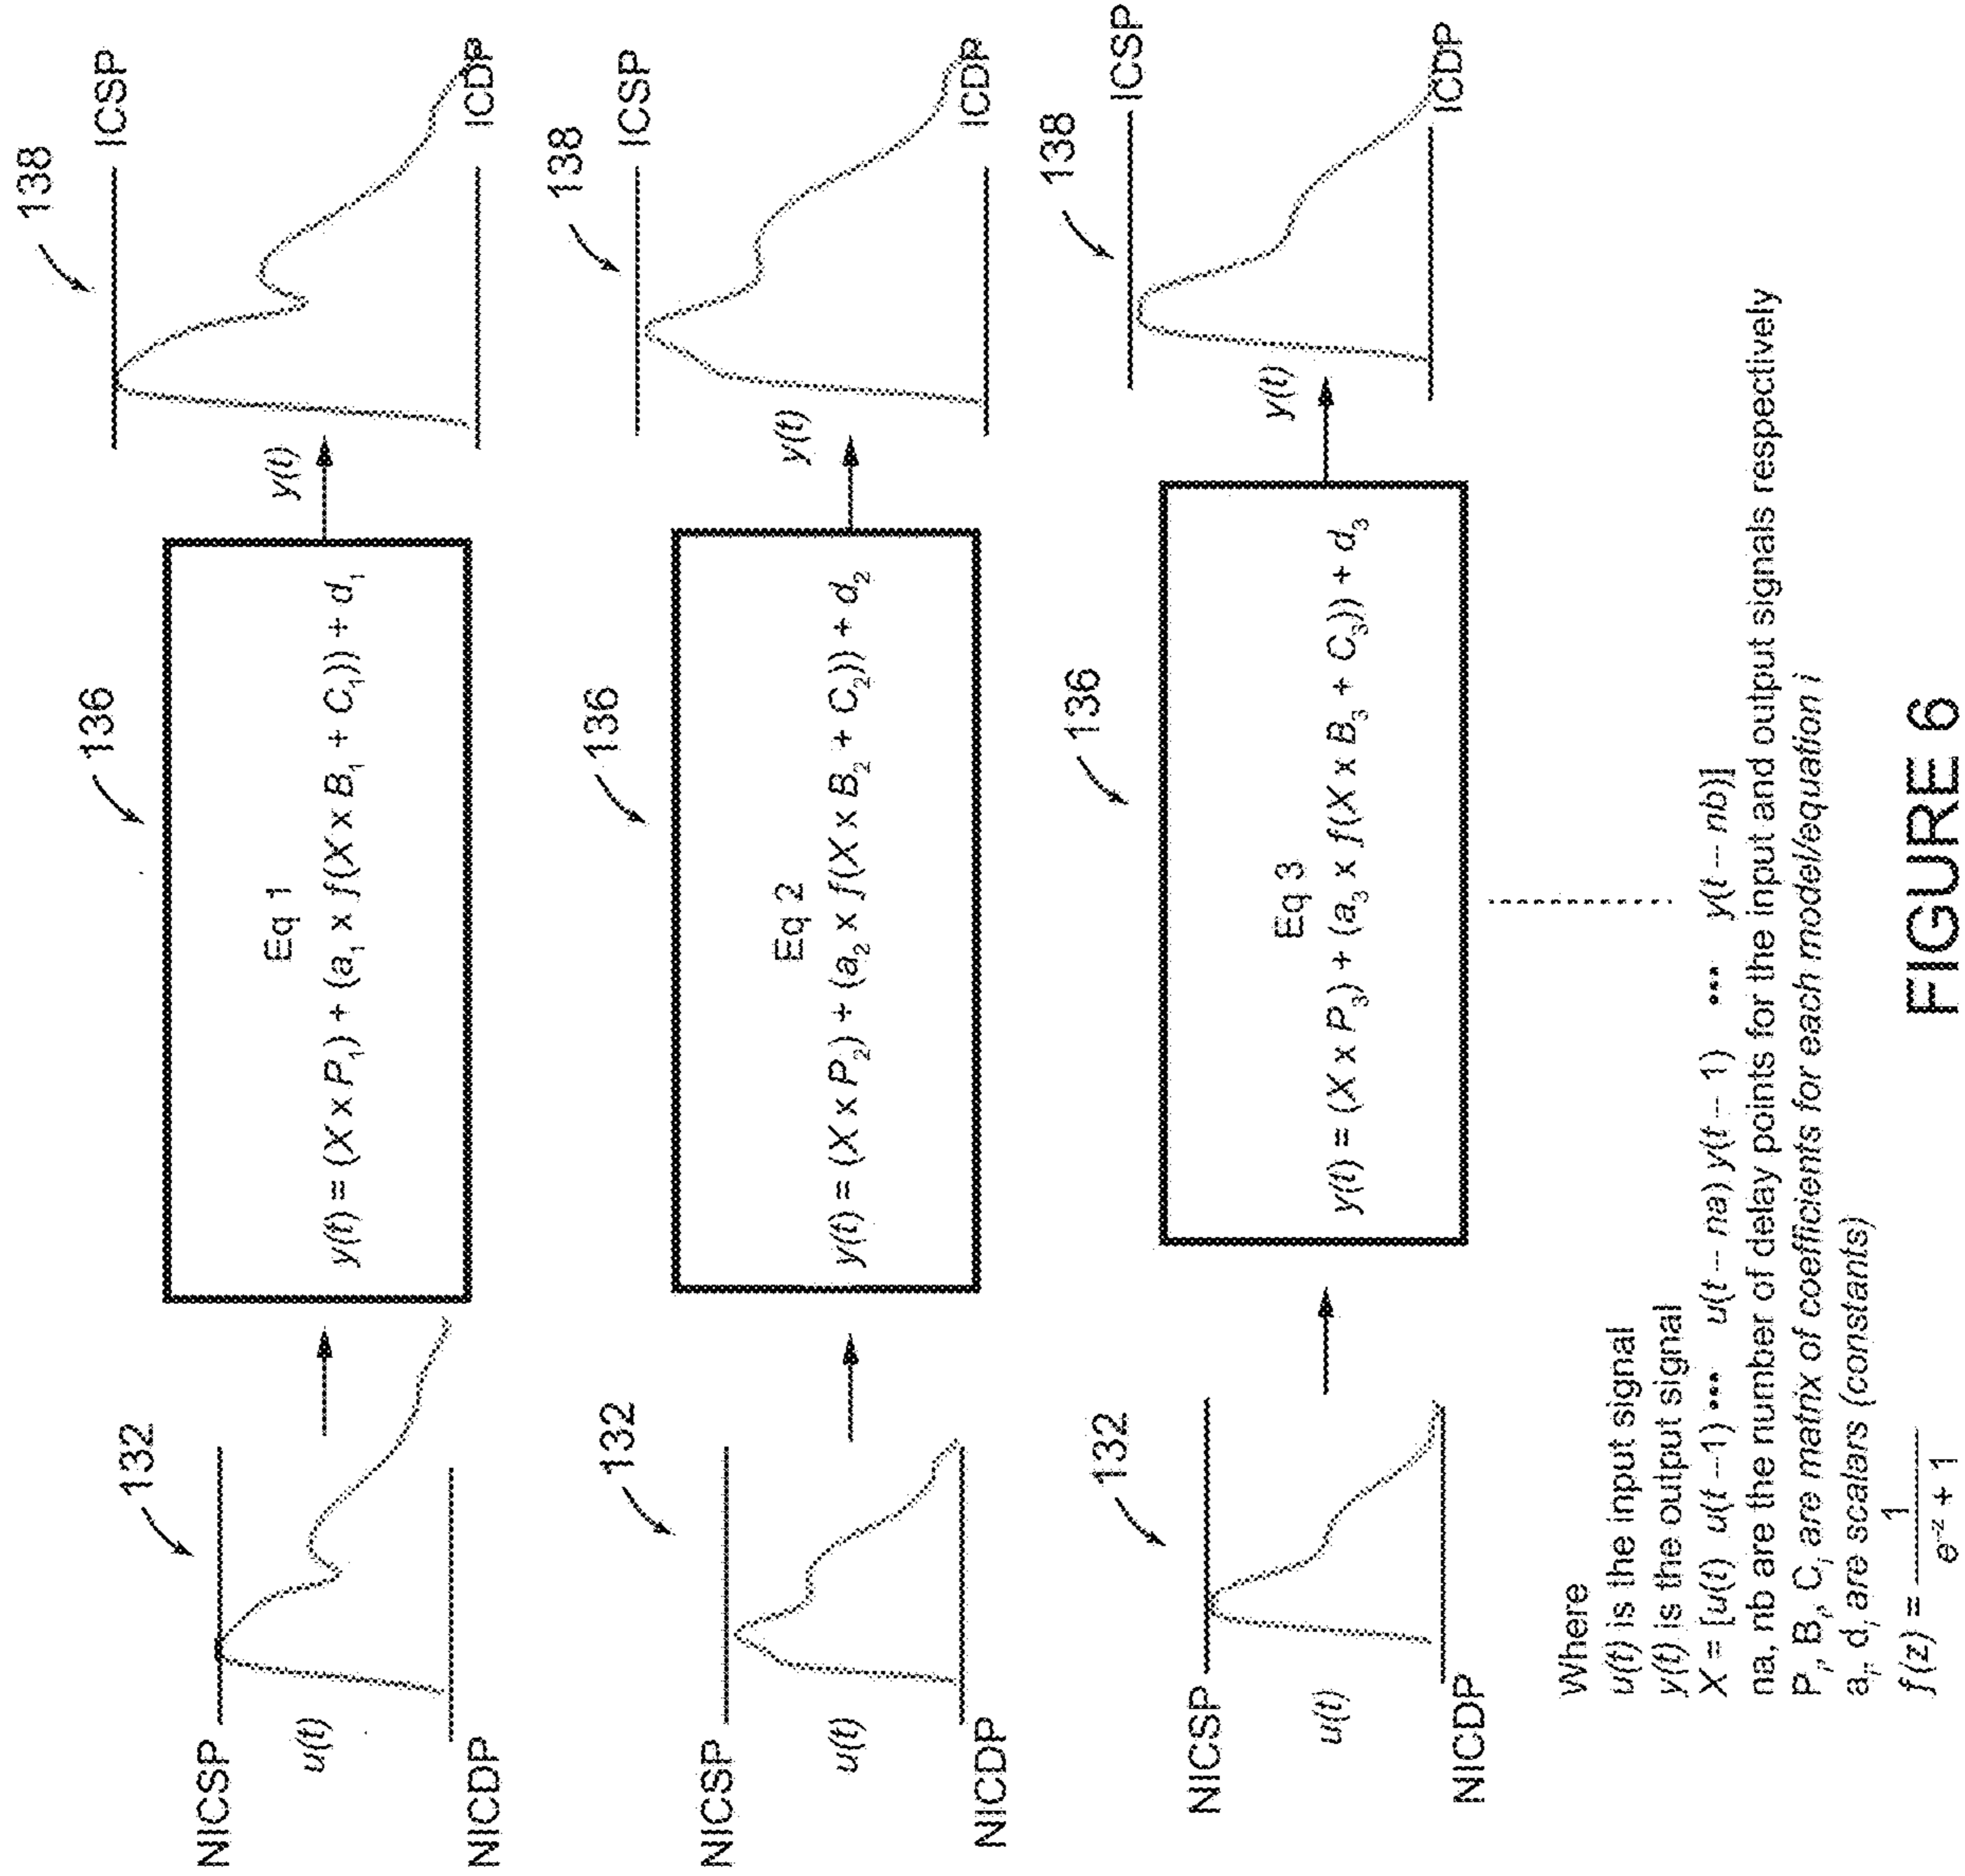 132
136
138
NICSP
ICSP
u(t)
Eq 1
y(t) = (X x P₁) + (a₁ x f(X x B₁ + C₁)) + d₁
y(t)
NICDP
ICDP
132
136
138
NICSP
ICSP
u(t)
Eq 2
y(t) = (X x P₂) + (a₂ x f(X x B₂ + C₂)) + d₂
y(t)
NICDP
ICDP
132
136
138
NICSP
ICSP
u(t)
Eq 3
y(t) = (X x P₃) + (a₃ x f(X x B₃ + C₃)) + d₃
y(t)
NICDP
ICDP
Where
u(t) is the input signal
y(t) is the output signal
X = [u(t) u(t -1) ••• u(t - na) y(t - 1) ••• y(t - nb)]
na, nb are the number of delay points for the input and output signals respectively
Pᵢ, Bᵢ, Cᵢ are matrix of coefficients for each model/equation i
aᵢ, dᵢ are scalars (constants)
f(z) = 1 / (e⁻ᶻ + 1)
FIGURE 6